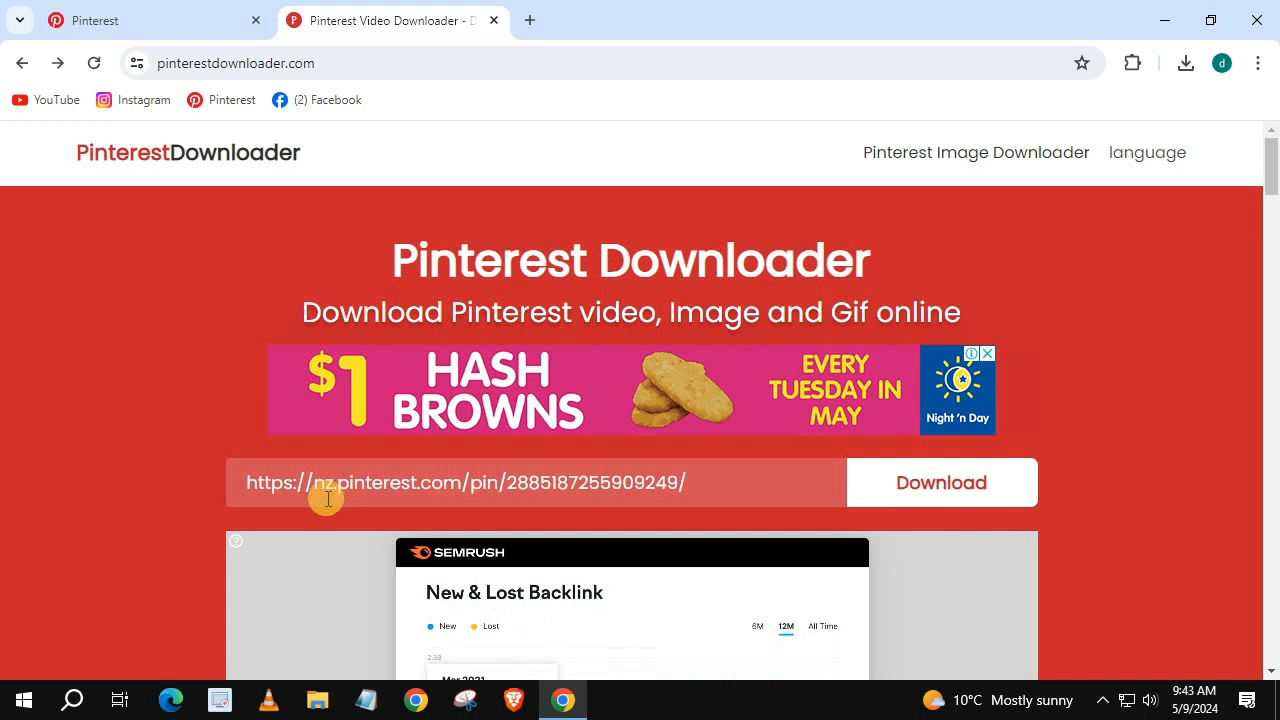 Pinterest
Pinterest Video Downloader - D
pinterestdownloader.com
d
YouTube
Instagram
Pinterest
(2) Facebook
PinterestDownloader
Pinterest Image Downloader
language
Pinterest Downloader
Download Pinterest video, Image and Gif online
$1
HASH
BROWNS
EVERY
TUESDAY IN
MAY
Night 'n Day
https://nz.pinterest.com/pin/2885187255909249/
Download
SEMRUSH
New & Lost Backlink
New
Lost
6M
12M
All Time
Mar 2021
10°C Mostly sunny
9:43 AM
5/9/2024